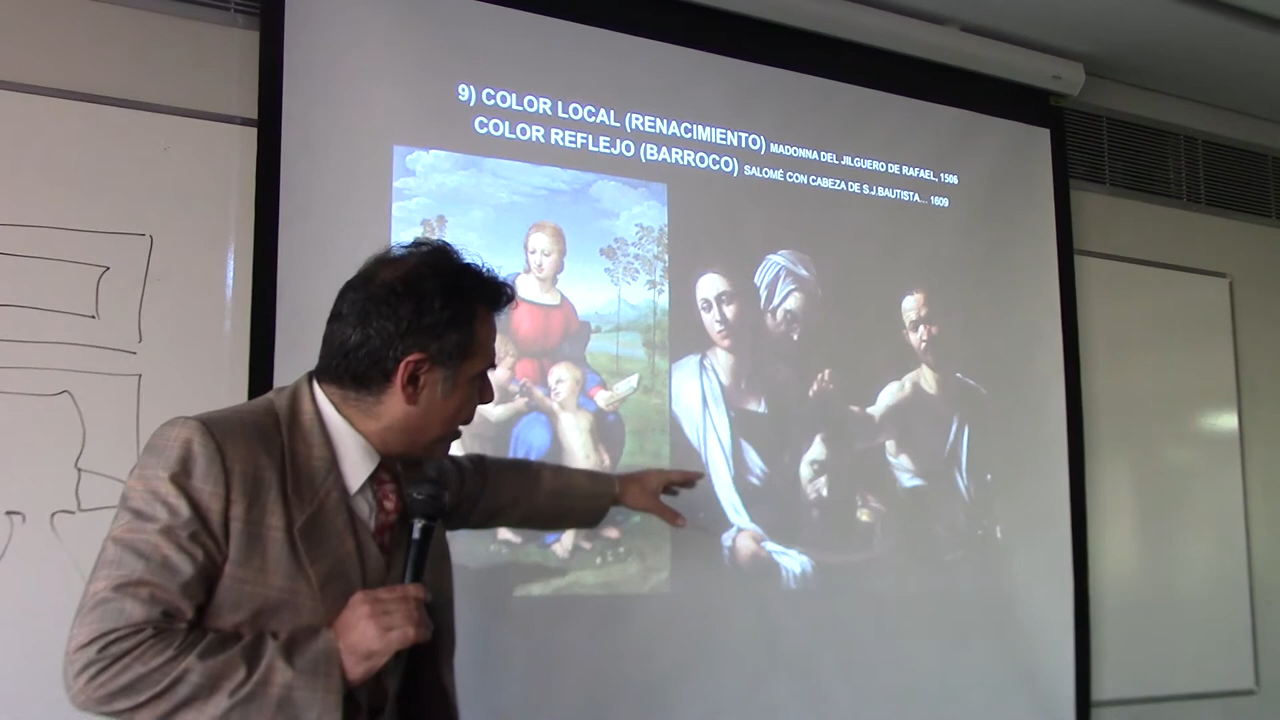 9) COLOR LOCAL (RENACIMIENTO) MADONNA DEL JILGUERO DE RAFAEL, 1506
COLOR REFLEJO (BARROCO) SALOMÉ CON CABEZA DE S.J.BAUTISTA... 1609